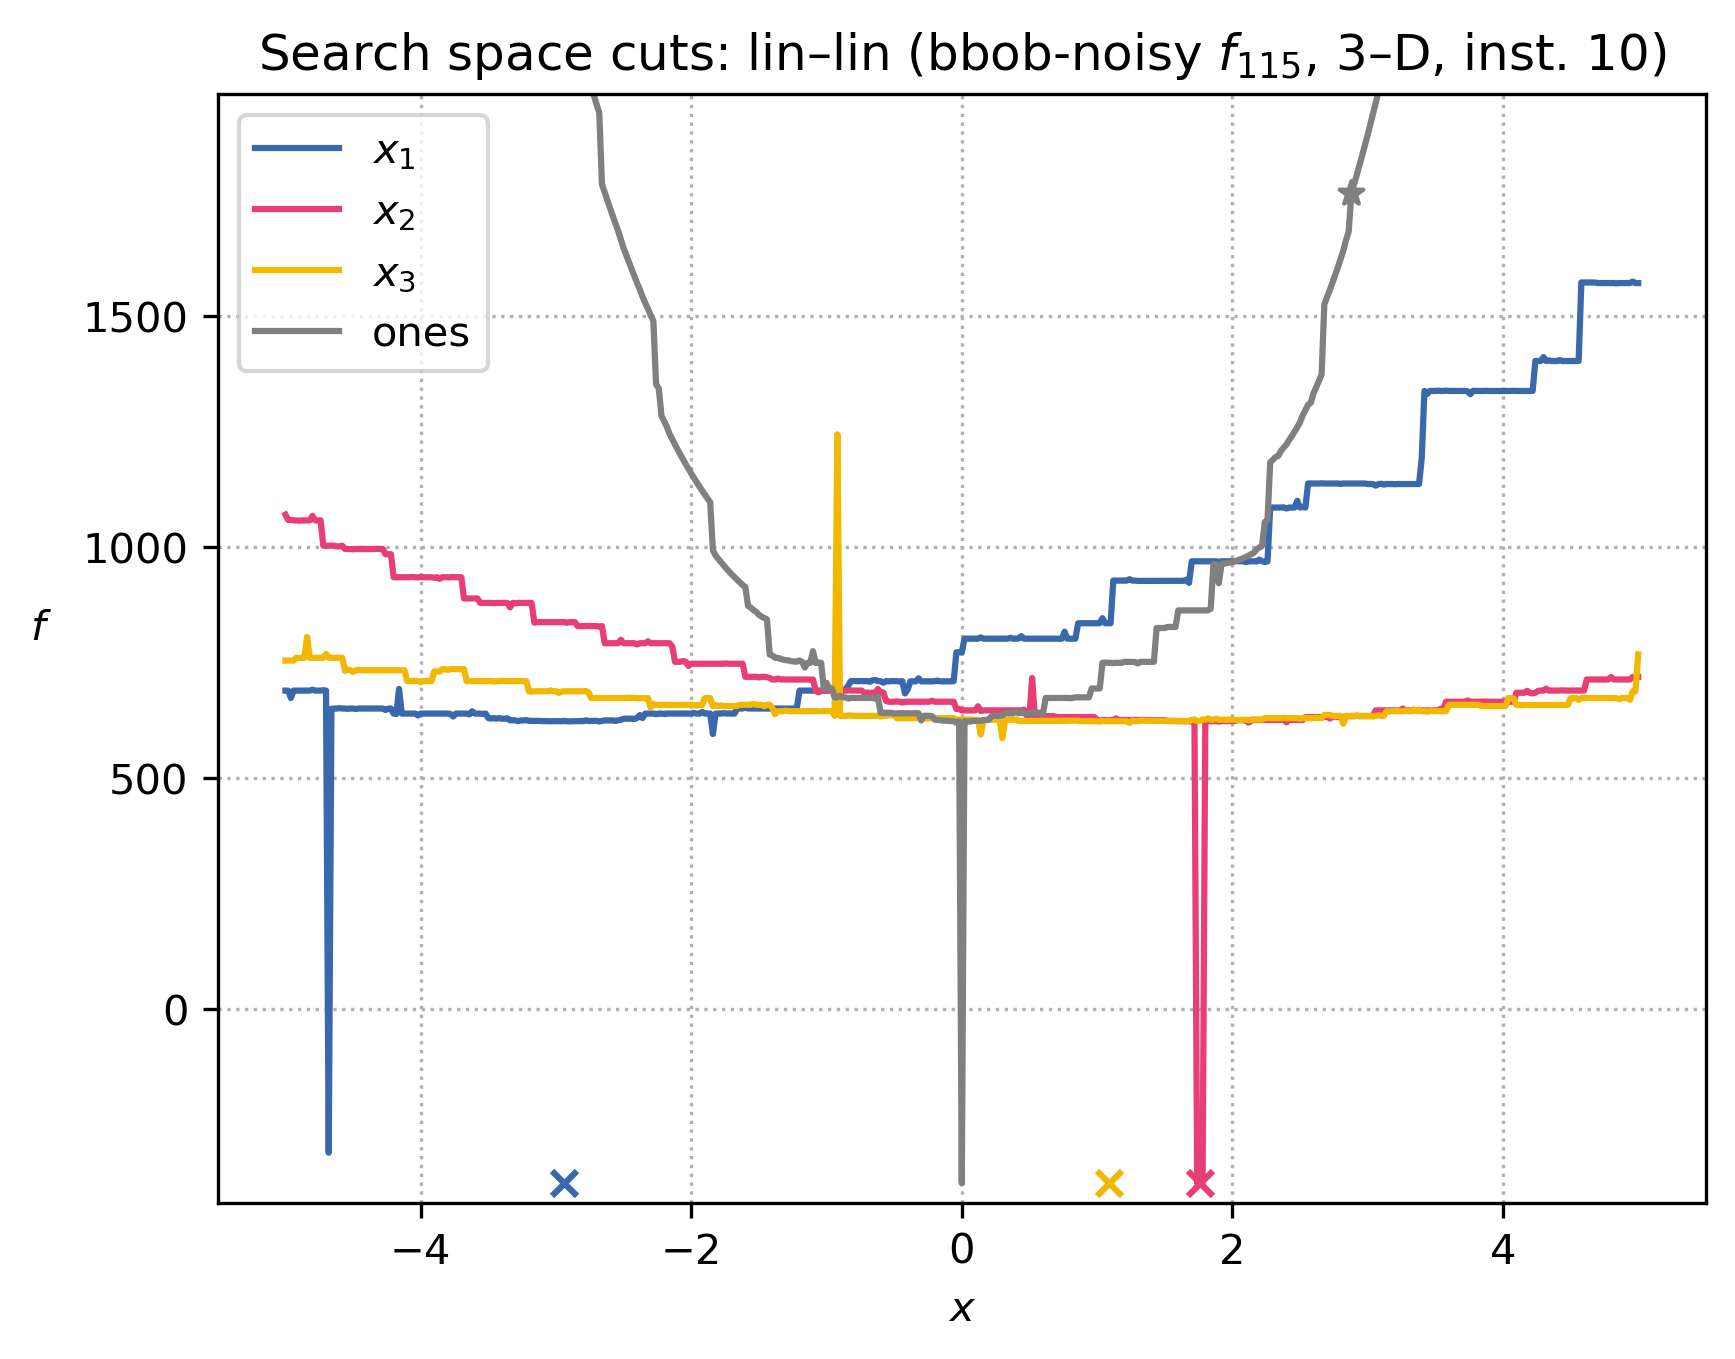 Search space cuts: lin–lin (bbob-noisy f₁₁₅, 3–D, inst. 10)
x₁
x₂
x₃
ones
1500
1000
500
0
f
−4 −2 0 2 4
x